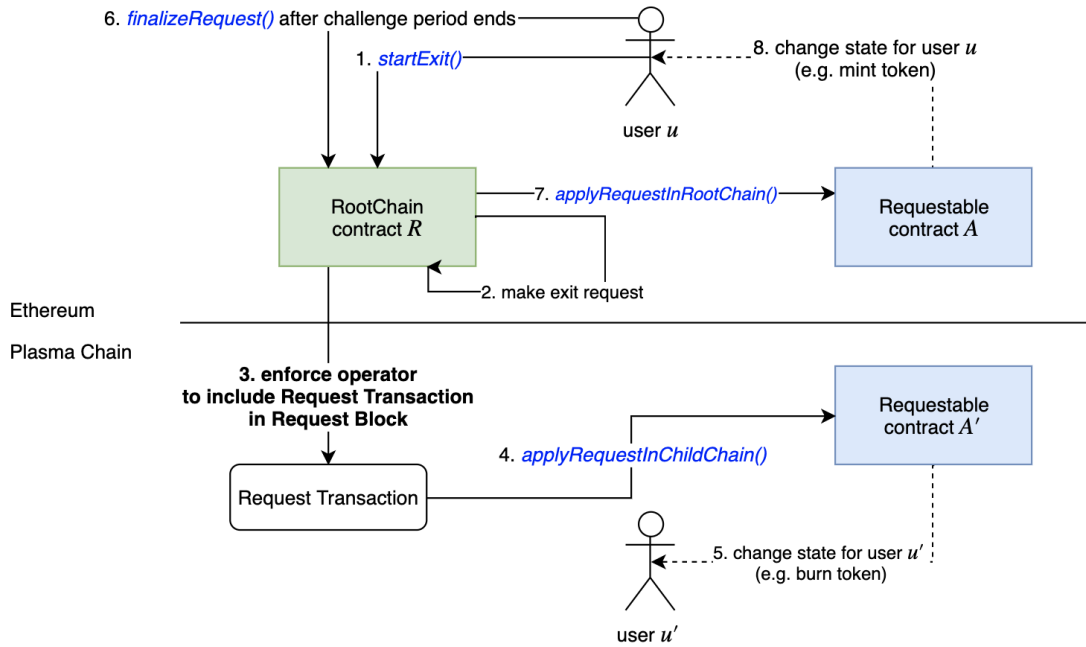 6. finalizeRequest() after challenge period ends
1. startExit()
8. change state for user u
(e.g. mint token)
user u
RootChain
contract R
7. applyRequestInRootChain()
Requestable
contract A
2. make exit request
Ethereum
Plasma Chain
3. enforce operator
to include Request Transaction
in Request Block
Requestable
contract A′
4. applyRequestInChildChain()
Request Transaction
5. change state for user u′
(e.g. burn token)
user u′